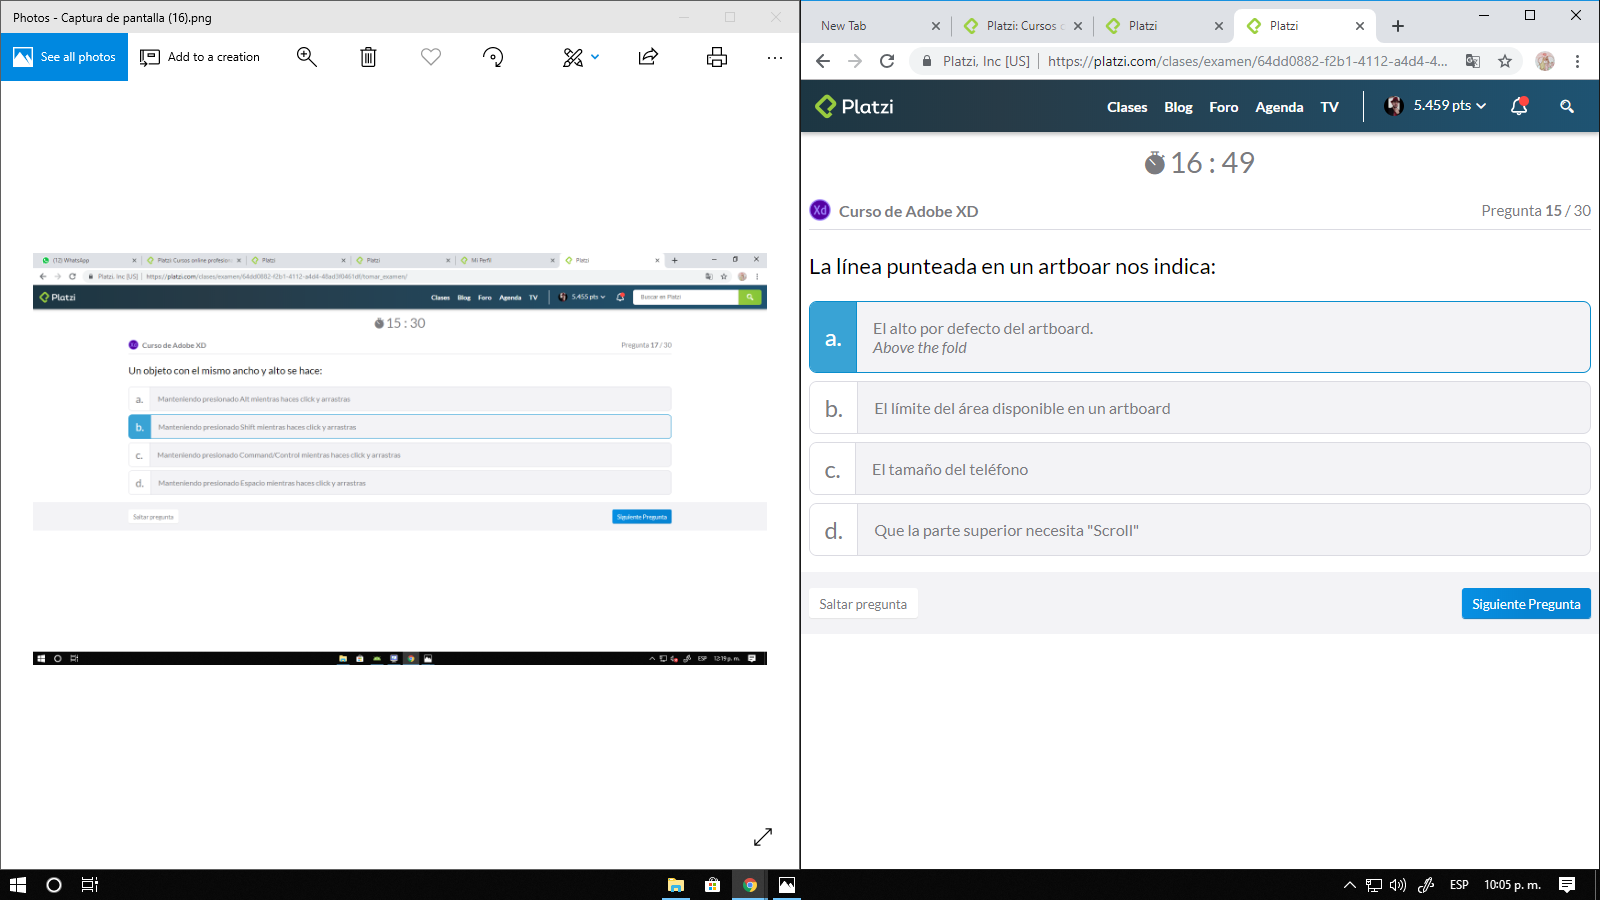 Photos - Captura de pantalla (16).png
See all photos
Add to a creation
(12) WhatsApp
Platzi: Cursos online profesion
Platzi
Platzi
Mi Perfil
Platzi
Platzi, Inc [US] | https://platzi.com/clases/examen/64dd0882-f2b1-4112-a4d4-48ad3f0461df/tomar_examen/
Platzi
Clases Blog Foro Agenda TV
5.455 pts
Buscar en Platzi
15 : 30
Xd Curso de Adobe XD
Pregunta 17 / 30
Un objeto con el mismo ancho y alto se hace:
a. Manteniendo presionado Alt mientras haces click y arrastras
b. Manteniendo presionado Shift mientras haces click y arrastras
c. Manteniendo presionado Command/Control mientras haces click y arrastras
d. Manteniendo presionado Espacio mientras haces click y arrastras
Saltar pregunta
Siguiente Pregunta
ESP 12:19 p. m.
New Tab
Platzi: Cursos c
Platzi
Platzi
Platzi, Inc [US] | https://platzi.com/clases/examen/64dd0882-f2b1-4112-a4d4-4...
Platzi
Clases Blog Foro Agenda TV
5.459 pts
16 : 49
Xd Curso de Adobe XD
Pregunta 15 / 30
La línea punteada en un artboar nos indica:
a. El alto por defecto del artboard.
Above the fold
b. El límite del área disponible en un artboard
c. El tamaño del teléfono
d. Que la parte superior necesita "Scroll"
Saltar pregunta
Siguiente Pregunta
ESP 10:05 p. m.